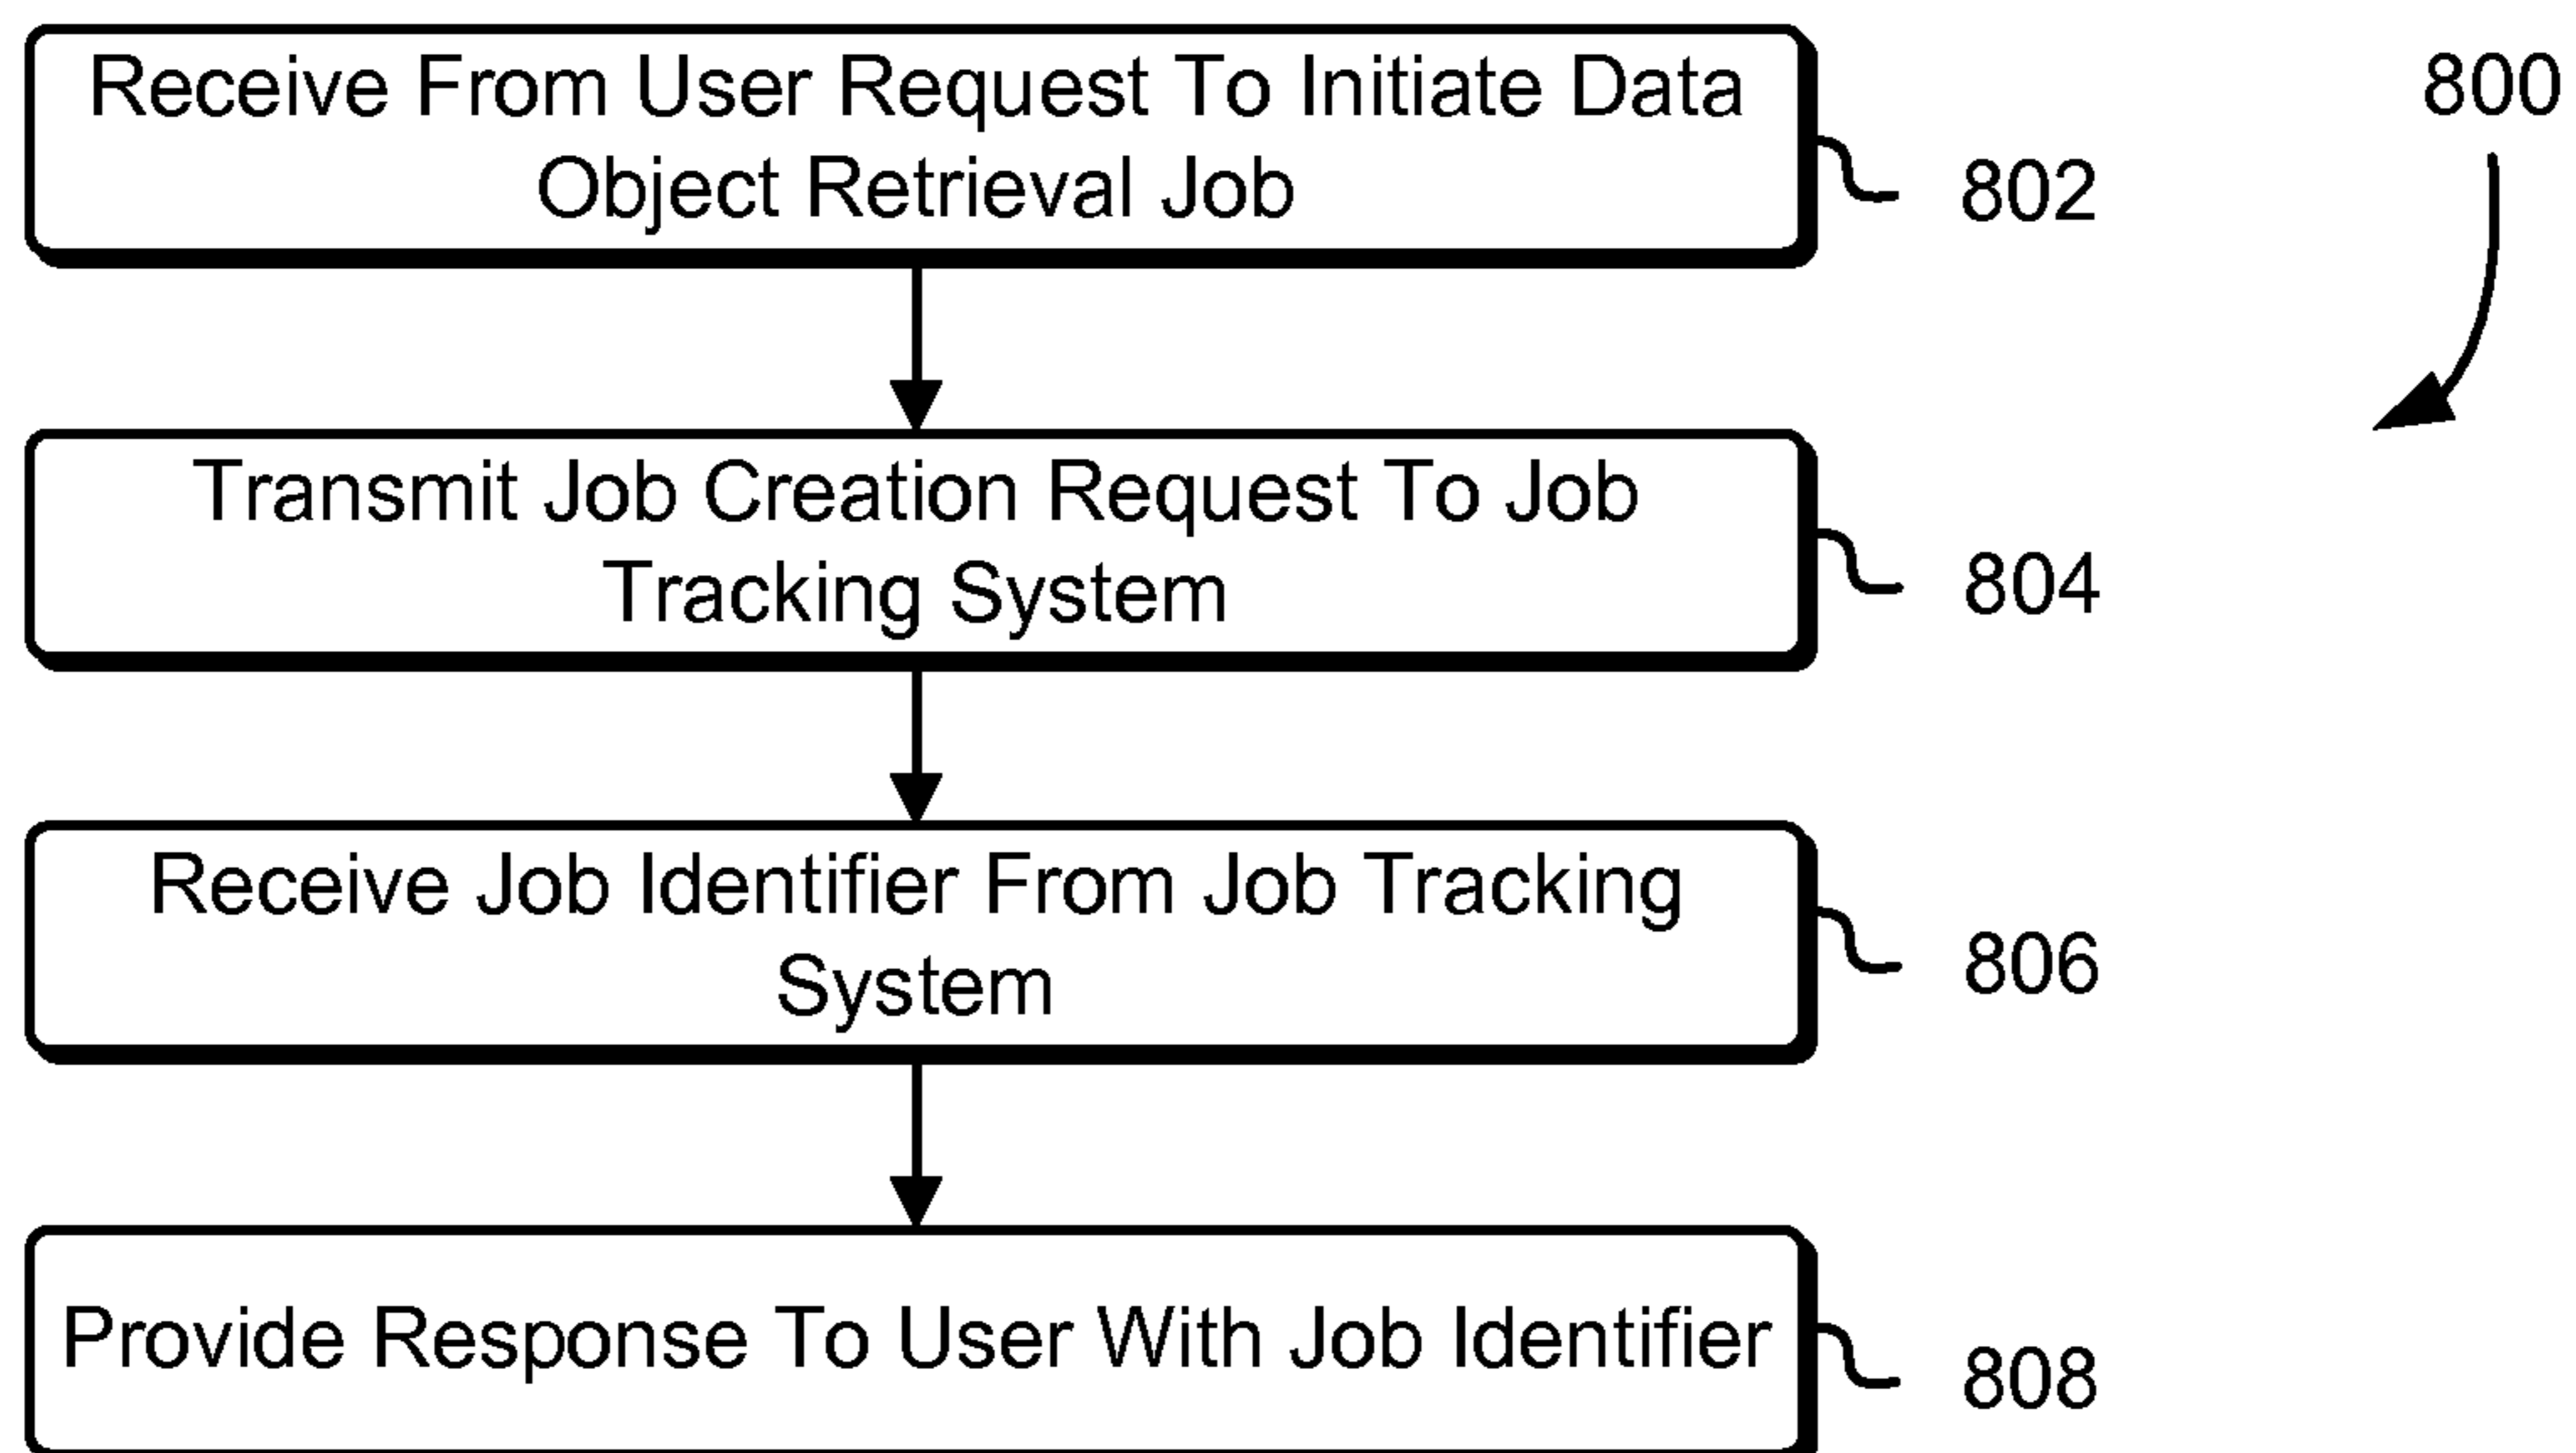 Receive From User Request To Initiate Data
Object Retrieval Job
800
802
Transmit Job Creation Request To Job
Tracking System
804
Receive Job Identifier From Job Tracking
System
806
Provide Response To User With Job Identifier
808